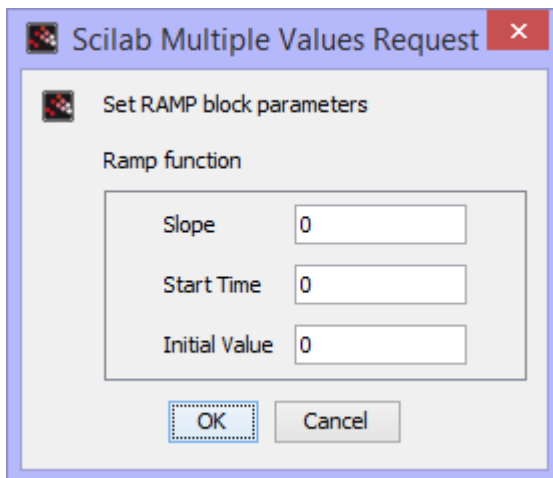 Scilab Multiple Values Request
Set RAMP block parameters
Ramp function
Slope 0
Start Time 0
Initial Value 0
OK Cancel